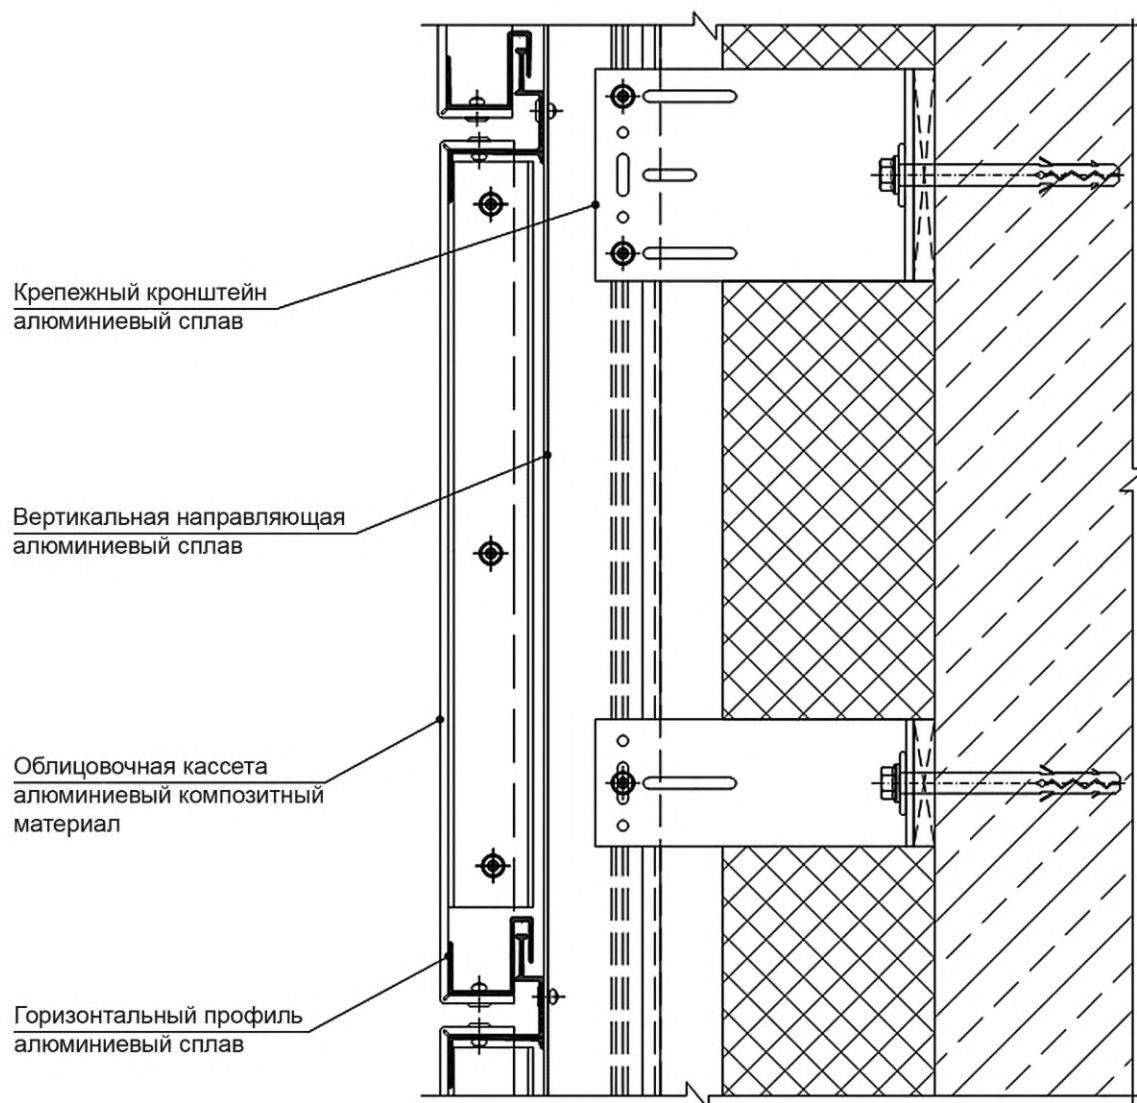 Крепежный кронштейн
алюминиевый сплав
Вертикальная направляющая
алюминиевый сплав
Облицовочная кассета
алюминиевый композитный
материал
Горизонтальный профиль
алюминиевый сплав